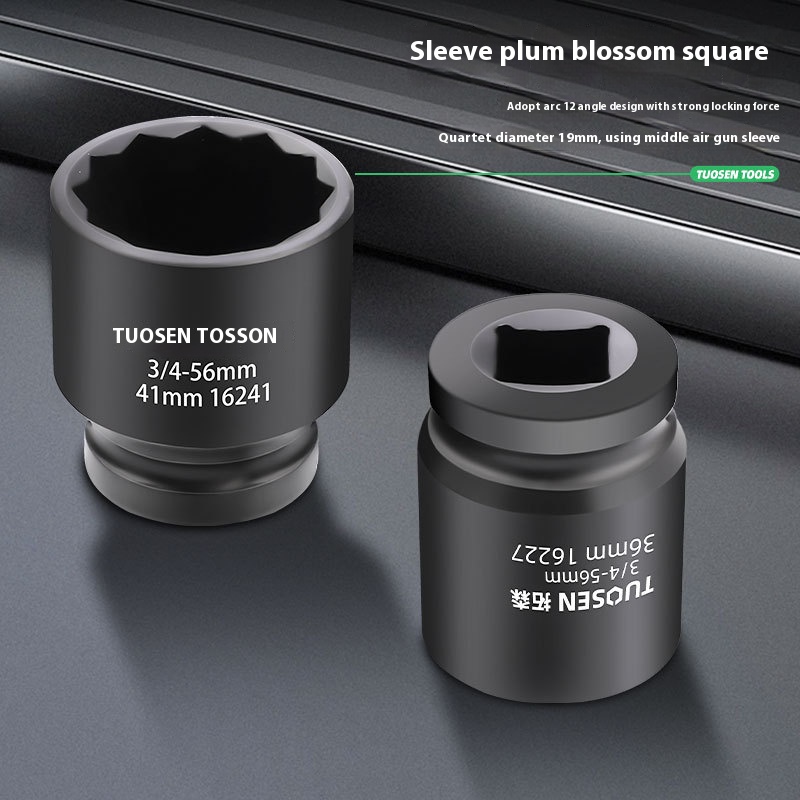 Sleeve plum blossom square
Adopt arc 12 angle design with strong locking force
Quartet diameter 19mm, using middle air gun sleeve
TUOSEN TOOLS
TUOSEN TOSSON
3/4-56mm
41mm 16241
TUOSEN 拓森
3/4-56mm
36mm 16227